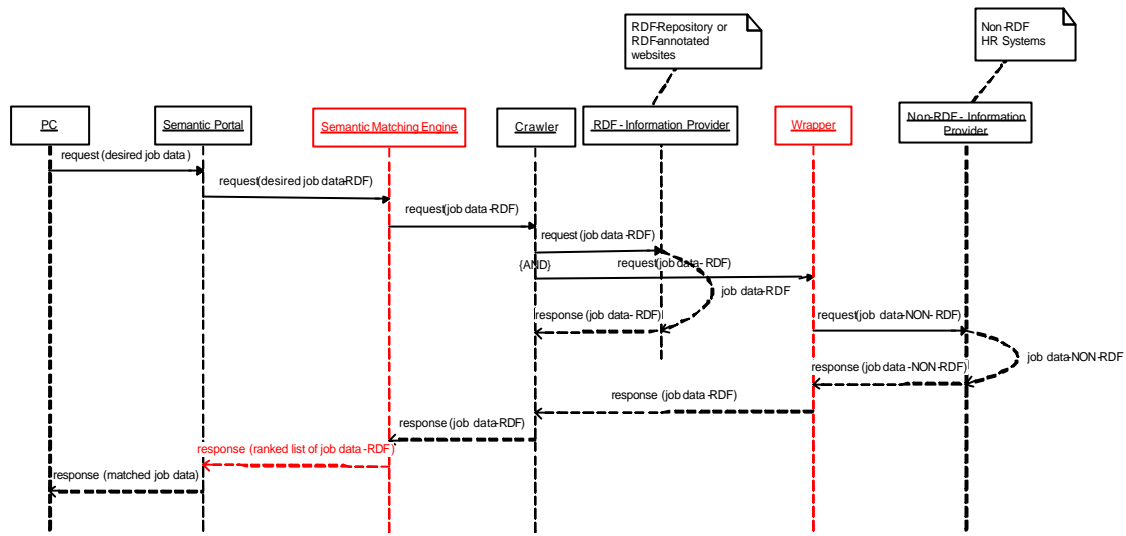 RDF-Repository or
RDF-annotated
websites
Non-RDF
HR Systems
PC
Semantic Portal
Semantic Matching Engine
Crawler
RDF - Information Provider
Wrapper
Non-RDF - Information
Provider
request (desired job data )
request(desired job data-RDF)
request(job data -RDF)
request (job data -RDF)
{AND}
request(job data- RDF)
job data-RDF
response (job data- RDF)
request(job data-NON- RDF)
job data-NON-RDF
response (job data -NON-RDF)
response (job data -RDF)
response (job data-RDF)
response (ranked list of job data -RDF)
response (matched job data)